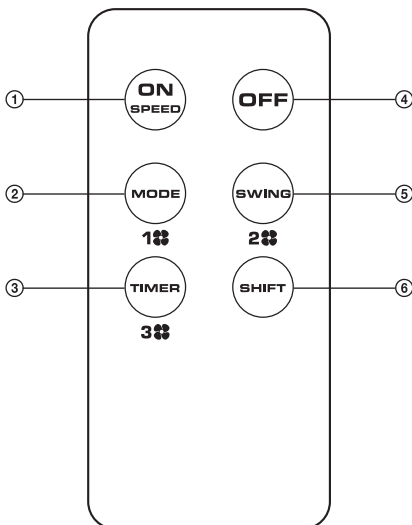 ① ON SPEED OFF ④
② MODE SWING ⑤
1 2
③ TIMER SHIFT ⑥
3